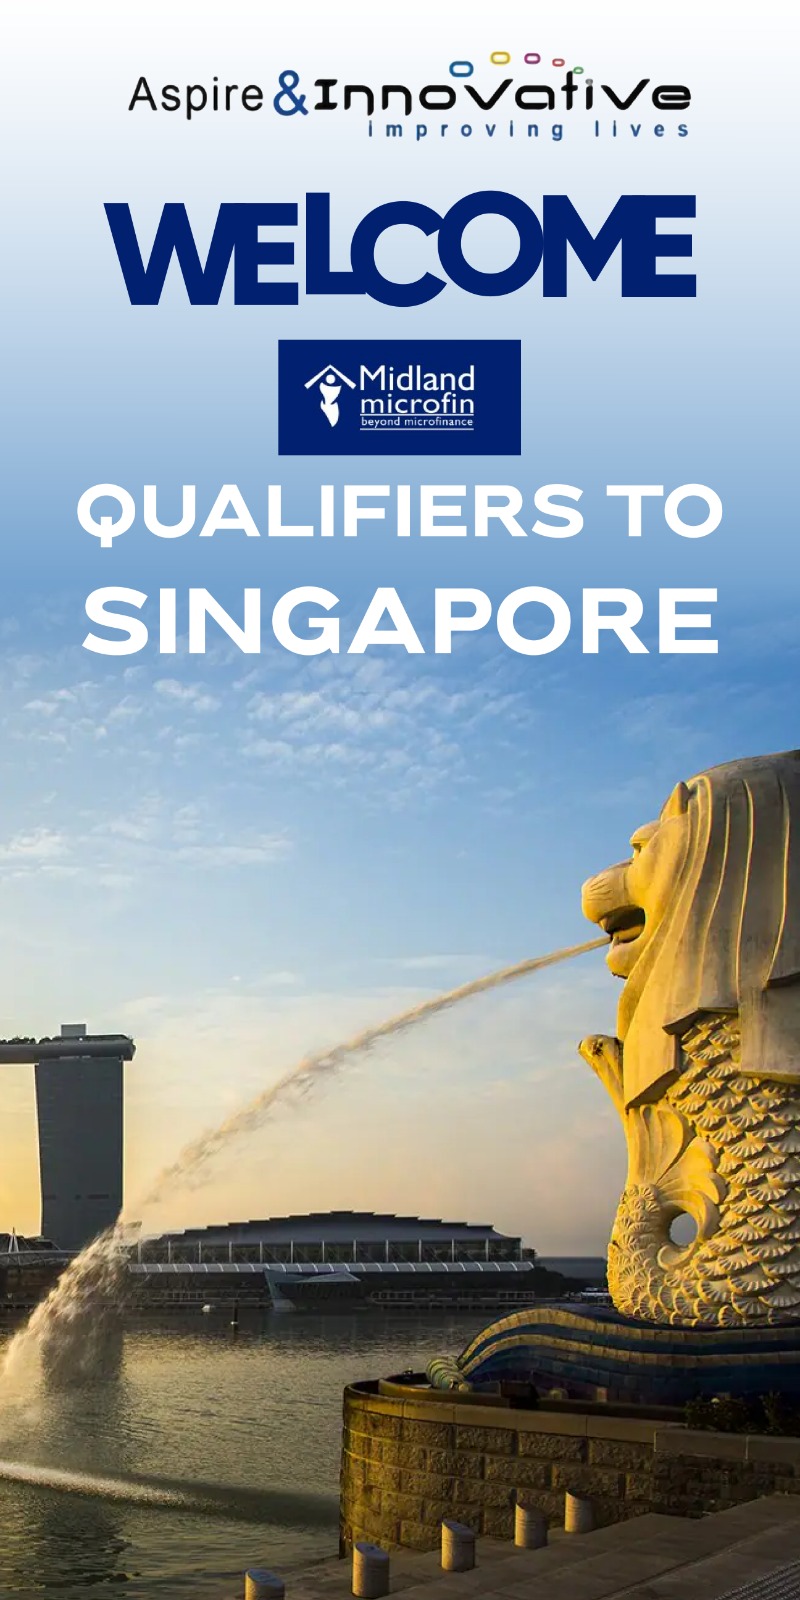 Aspire & Innovative
improving lives
WELCOME
Midland
microfin
beyond microfinance
QUALIFIERS TO
SINGAPORE